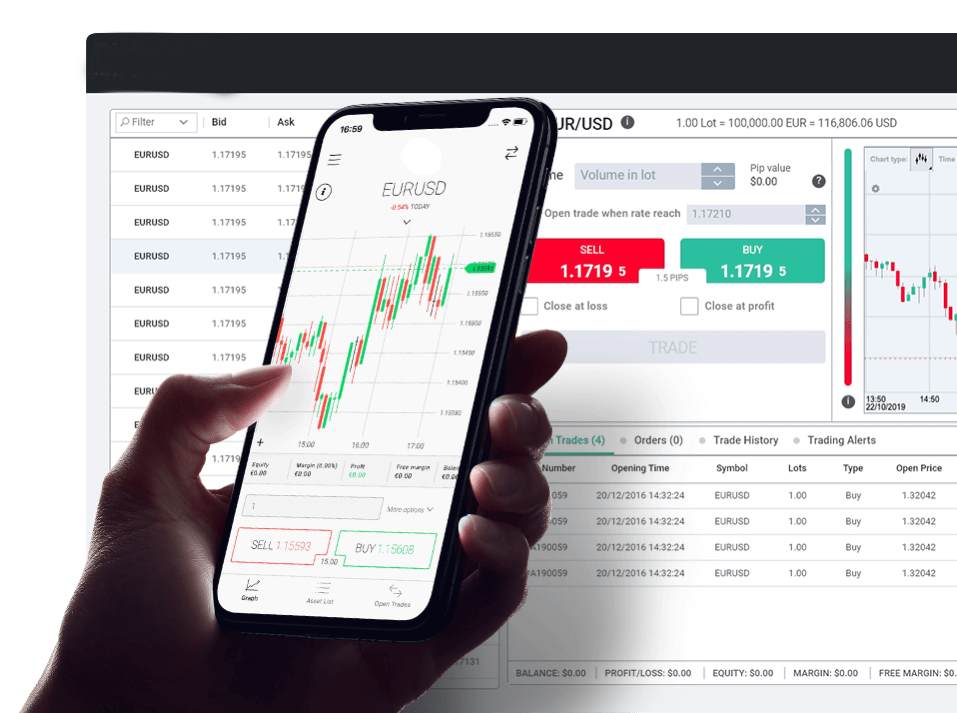 Filter
Bid
Ask
EURUSD 1.17195 1.17195
EURUSD 1.17195
EURUSD 1.17195
EURUSD 1.17195
EURUSD 1.17195
EURUSD 1.17195
EURUSD 1.17195
UR/USD
1.00 Lot = 100,000.00 EUR = 116,806.06 USD
Volume in lot
Pip value
$0.00
?
Open trade when rate reach
1.17210
SELL
1.1719 5
1.5 PIPS
BUY
1.1719 5
Close at loss
Close at profit
TRADE
Chart type:
Time
13:50
22/10/2019
14:50
Trades (4)
Orders (0)
Trade History
Trading Alerts
Number Opening Time Symbol Lots Type Open Price
059 20/12/2016 14:32:24 EURUSD 1.00 Buy 1.32042
059 20/12/2016 14:32:24 EURUSD 1.00 Buy 1.32042
A190059 20/12/2016 14:32:24 EURUSD 1.00 Buy 1.32042
A190059 20/12/2016 14:32:24 EURUSD 1.00 Buy 1.32042
BALANCE: $0.00 PROFIT/LOSS: $0.00 EQUITY: $0.00 MARGIN: $0.00 FREE MARGIN: $0.
16:59
EURUSD
-0.54% TODAY
1.15550
1.15500
1.15450
1.15400
1.15350
+
15:00 16:00 17:00
Equity
€0.00
Margin (0.00%)
€0.00
Profit
€0.00
Free margin
€0.00
Balan
€0.00
1
More options
SELL 1.15593
15.00
BUY 1.15608
Graph
Asset List
Open Trades